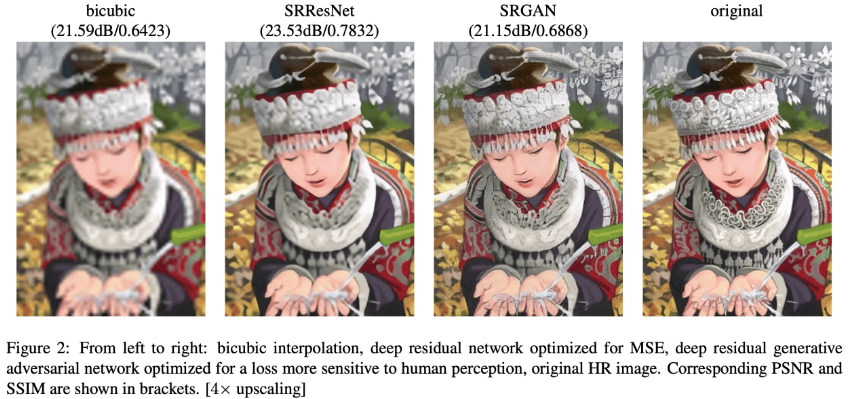 bicubic
(21.59dB/0.6423)
SRResNet
(23.53dB/0.7832)
SRGAN
(21.15dB/0.6868)
original
Figure 2: From left to right: bicubic interpolation, deep residual network optimized for MSE, deep residual generative
adversarial network optimized for a loss more sensitive to human perception, original HR image. Corresponding PSNR and
SSIM are shown in brackets. [4× upscaling]